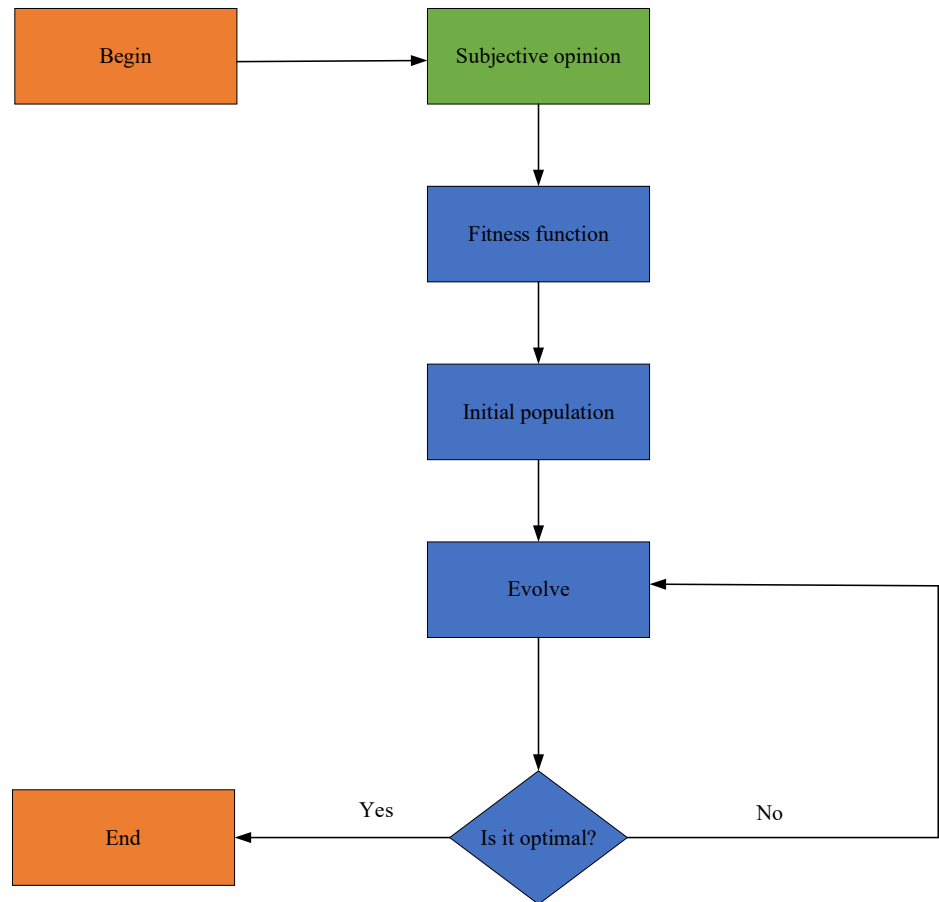 Begin
Subjective opinion
Fitness function
Initial population
Evolve
Yes
No
End
Is it optimal?